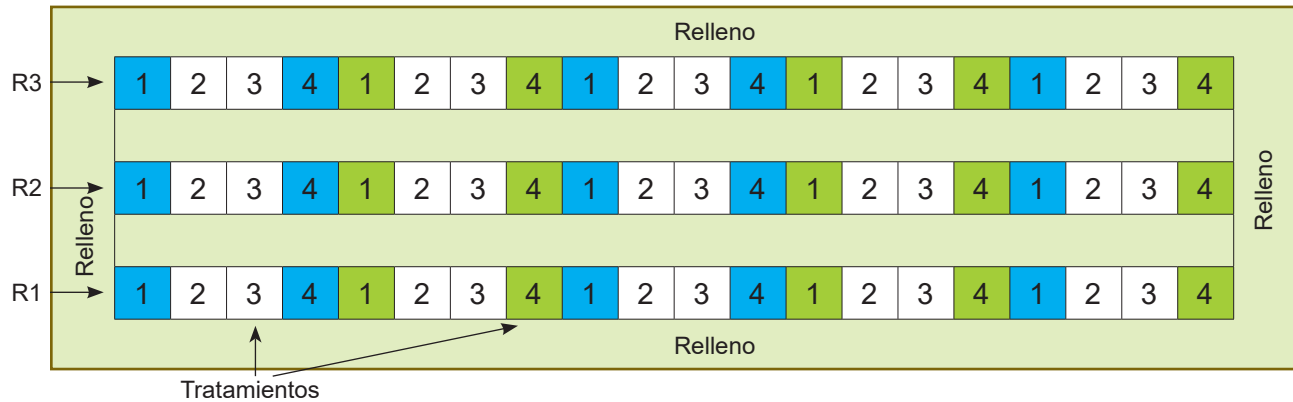 Relleno
R3 1 2 3 4 1 2 3 4 1 2 3 4 1 2 3 4 1 2 3 4
R2 1 2 3 4 1 2 3 4 1 2 3 4 1 2 3 4 1 2 3 4
Relleno
Relleno
R1 1 2 3 4 1 2 3 4 1 2 3 4 1 2 3 4 1 2 3 4
Relleno
Tratamientos